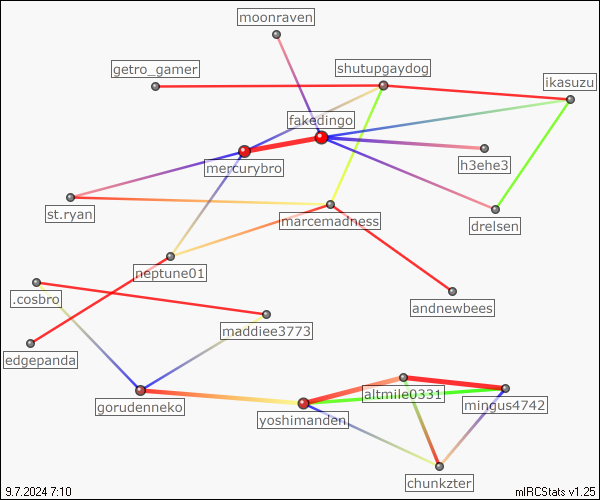 moonraven
getro_gamer
shutupgaydog
ikasuzu
fakedingo
mercurybro
h3ehe3
st.ryan
marcemadness
drelsen
neptune01
.cosbro
andnewbees
maddiee3773
edgepanda
altmile0331
gorudenneko
mingus4742
yoshimanden
chunkzter
9.7.2024 7:10
mIRCStats v1.25